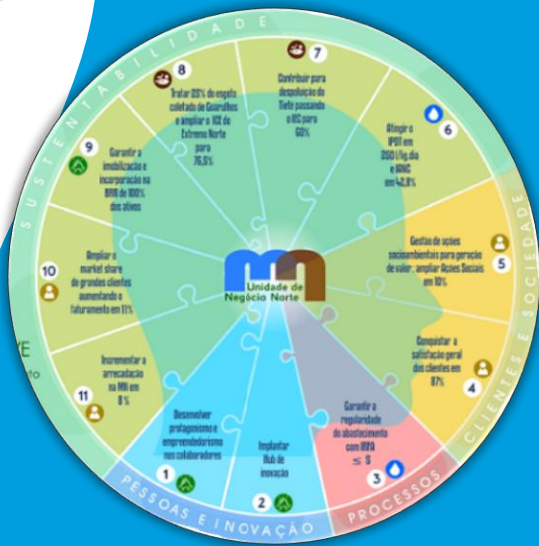 SUSTENTABILIDADE
8
Tratar 23% do esgoto
coletado de Guarulhos
e ampliar o ICE do
Extremo Norte
para
76,5%
7
Contribuir para
despoluição do
Tiete passando
o IEC para
60%
6
Atingir o
IPDT em
250 l/lig.dia
e IANC
em 42,8%
9
Garantir a
imobilização e
incorporação na
BRR de 100%
dos ativos
10
Ampliar o
market share
de grandes clientes
aumentando o
faturamento em 11%
11
Incrementar a
arrecadação
na MN em
8 %
Unidade de
Negócio Norte
5
Gestão de ações
socioambientais para geração
de valor: ampliar Ações Sociais
em 10%
4
Conquistar a
satisfação geral
dos clientes em
87%
CLIENTES E SOCIEDADE
Desenvolver
protagonismo e
empreendedorismo
nos colaboradores
1
Implantar
Hub de
inovação
2
Garantir a
regularidade
do abastecimento
com IRFA
≤ 5
3
PESSOAS E INOVAÇÃO
PROCESSOS